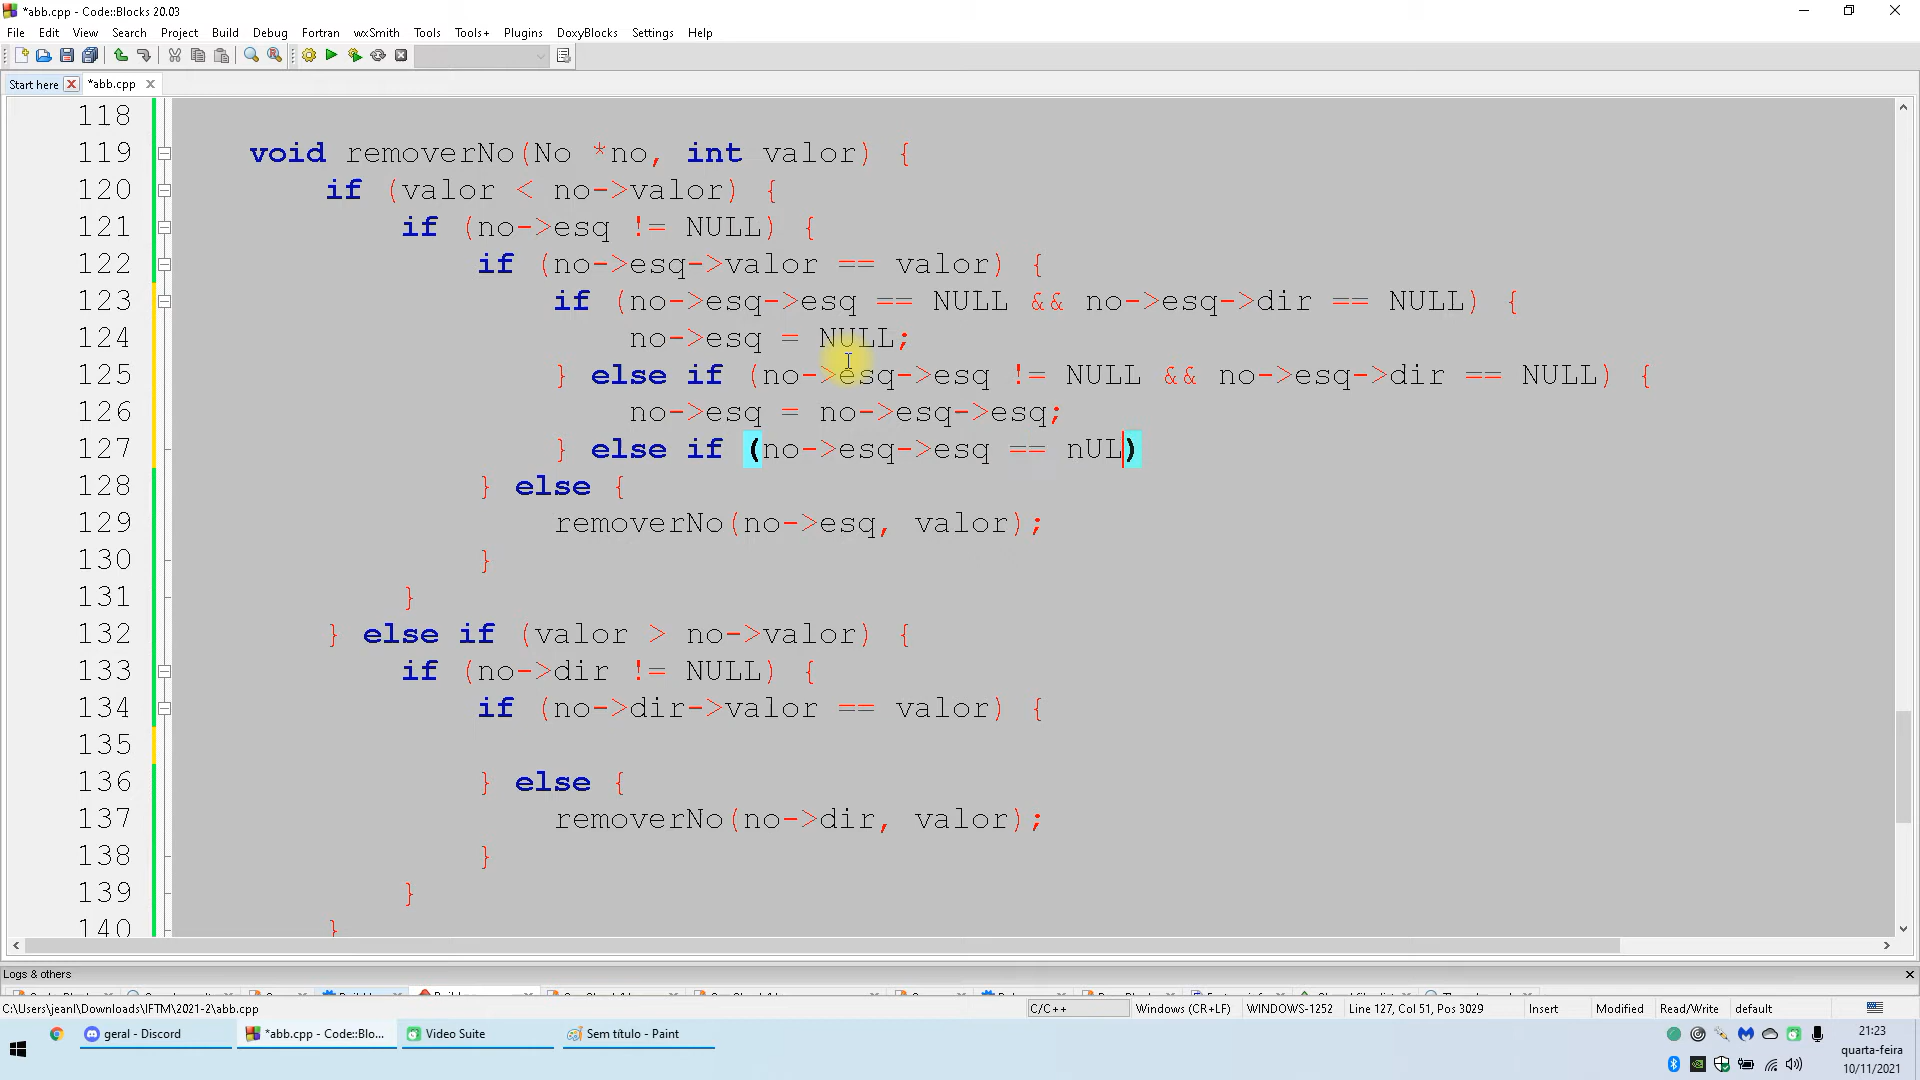 *abb.cpp - Code::Blocks 20.03
File Edit View Search Project Build Debug Fortran wxSmith Tools Tools+ Plugins DoxyBlocks Settings Help
Start here *abb.cpp
118
119 void removerNo(No *no, int valor) {
120 if (valor < no->valor) {
121 if (no->esq != NULL) {
122 if (no->esq->valor == valor) {
123 if (no->esq->esq == NULL && no->esq->dir == NULL) {
124 no->esq = NULL;
125 } else if (no->esq->esq != NULL && no->esq->dir == NULL) {
126 no->esq = no->esq->esq;
127 } else if (no->esq->esq == nUL)
128 } else {
129 removerNo(no->esq, valor);
130 }
131 }
132 } else if (valor > no->valor) {
133 if (no->dir != NULL) {
134 if (no->dir->valor == valor) {
135
136 } else {
137 removerNo(no->dir, valor);
138 }
139 }
140 }
Logs & others
C:\Users\jeanl\Downloads\IFTM\2021-2\abb.cpp C/C++ Windows (CR+LF) WINDOWS-1252 Line 127, Col 51, Pos 3029 Insert Modified Read/Write default
geral - Discord *abb.cpp - Code::Blo... Video Suite Sem título - Paint
21:23
quarta-feira
10/11/2021